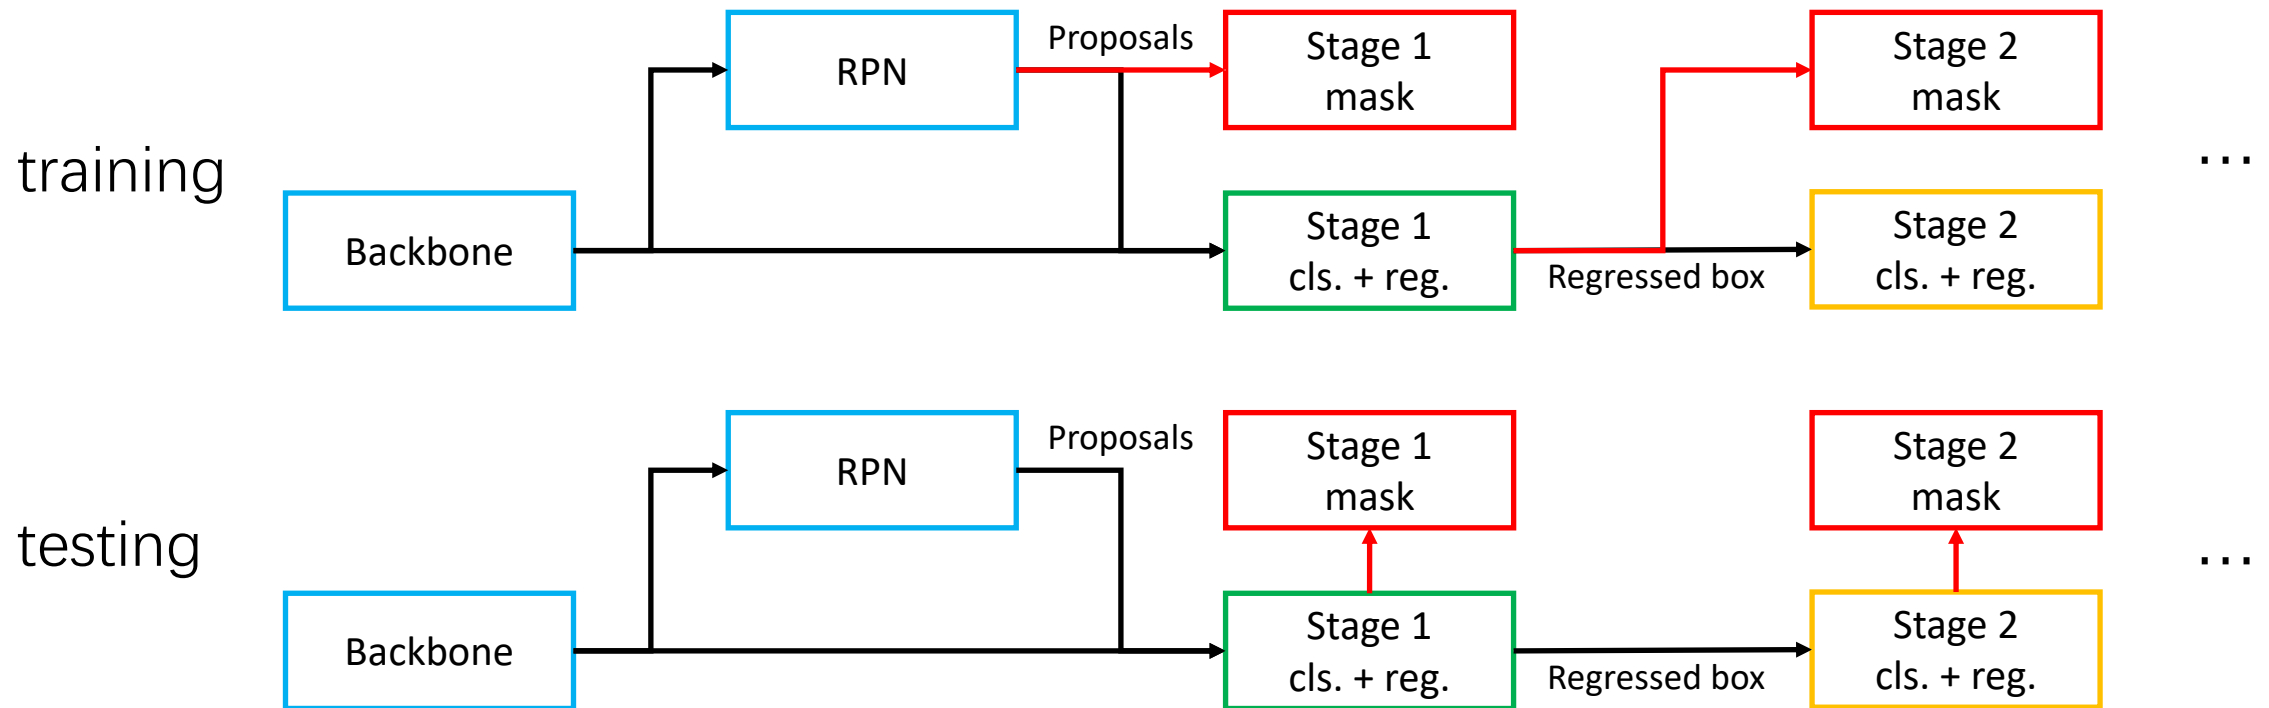 training
Backbone
RPN
Proposals
Stage 1
mask
Stage 1
cls. + reg.
Regressed box
Stage 2
mask
Stage 2
cls. + reg.
...
testing
Backbone
RPN
Proposals
Stage 1
mask
Stage 1
cls. + reg.
Regressed box
Stage 2
mask
Stage 2
cls. + reg.
...